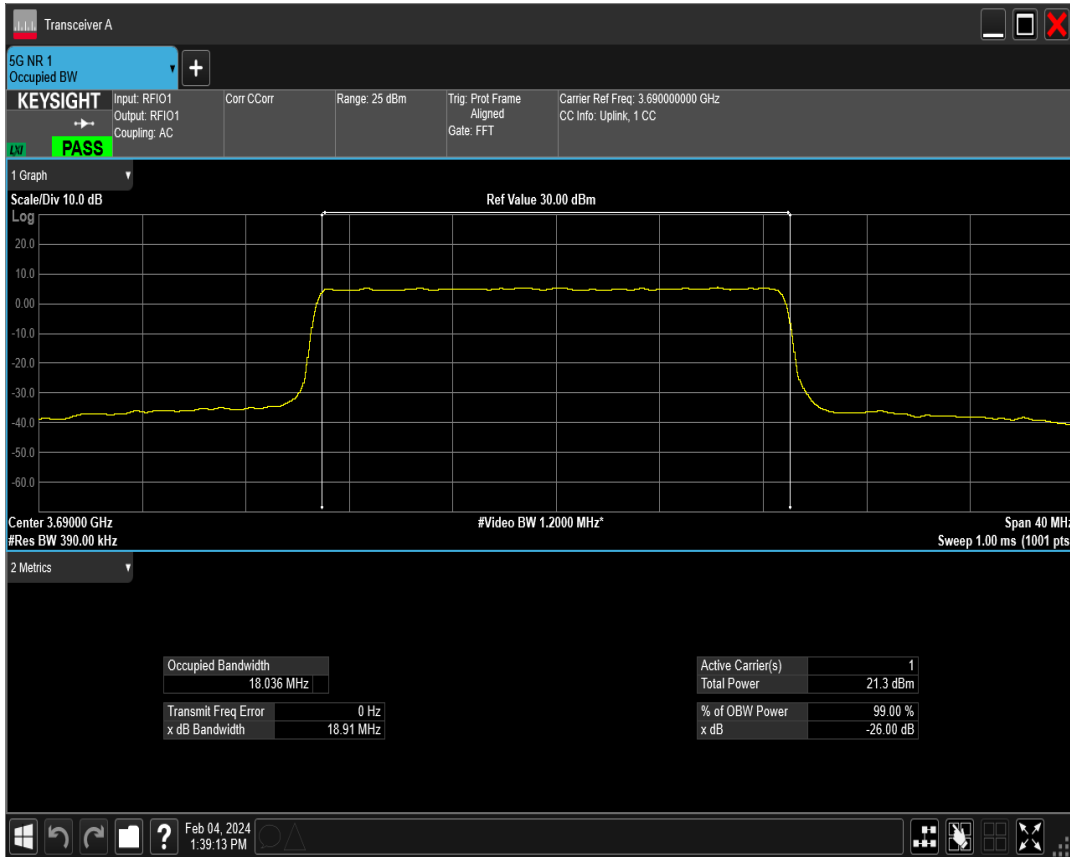 Transceiver A
5G NR 1
Occupied BW
KEYSIGHT
Input: RFIO1
Output: RFIO1
Coupling: AC
Corr CCorr
Range: 25 dBm
Trig: Prot Frame
Aligned
Gate: FFT
Carrier Ref Freq: 3.690000000 GHz
CC Info: Uplink, 1 CC
LXI
PASS
1 Graph
Scale/Div 10.0 dB
Ref Value 30.00 dBm
Log
20.0
10.0
0.00
-10.0
-20.0
-30.0
-40.0
-50.0
-60.0
Center 3.69000 GHz
#Video BW 1.2000 MHz*
Span 40 MHz
#Res BW 390.00 kHz
Sweep 1.00 ms (1001 pts
2 Metrics
Occupied Bandwidth
18.036 MHz
Transmit Freq Error 0 Hz
x dB Bandwidth 18.91 MHz
Active Carrier(s) 1
Total Power 21.3 dBm
% of OBW Power 99.00 %
x dB -26.00 dB
?
Feb 04, 2024
1:39:13 PM